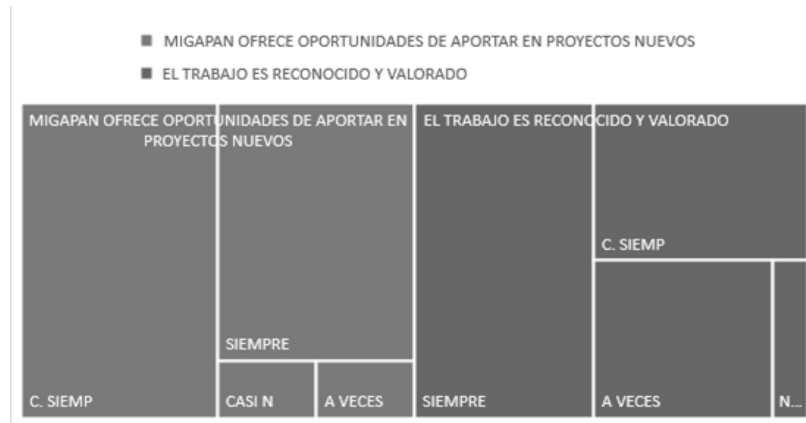 MIGAPAN OFRECE OPORTUNIDADES DE APORTAR EN PROYECTOS NUEVOS
EL TRABAJO ES RECONOCIDO Y VALORADO
MIGAPAN OFRECE OPORTUNIDADES DE APORTAR EN
PROYECTOS NUEVOS
EL TRABAJO ES RECONOCIDO Y VALORADO
C. SIEMP
SIEMPRE
CASI N
A VECES
SIEMPRE
C. SIEMP
A VECES
N...